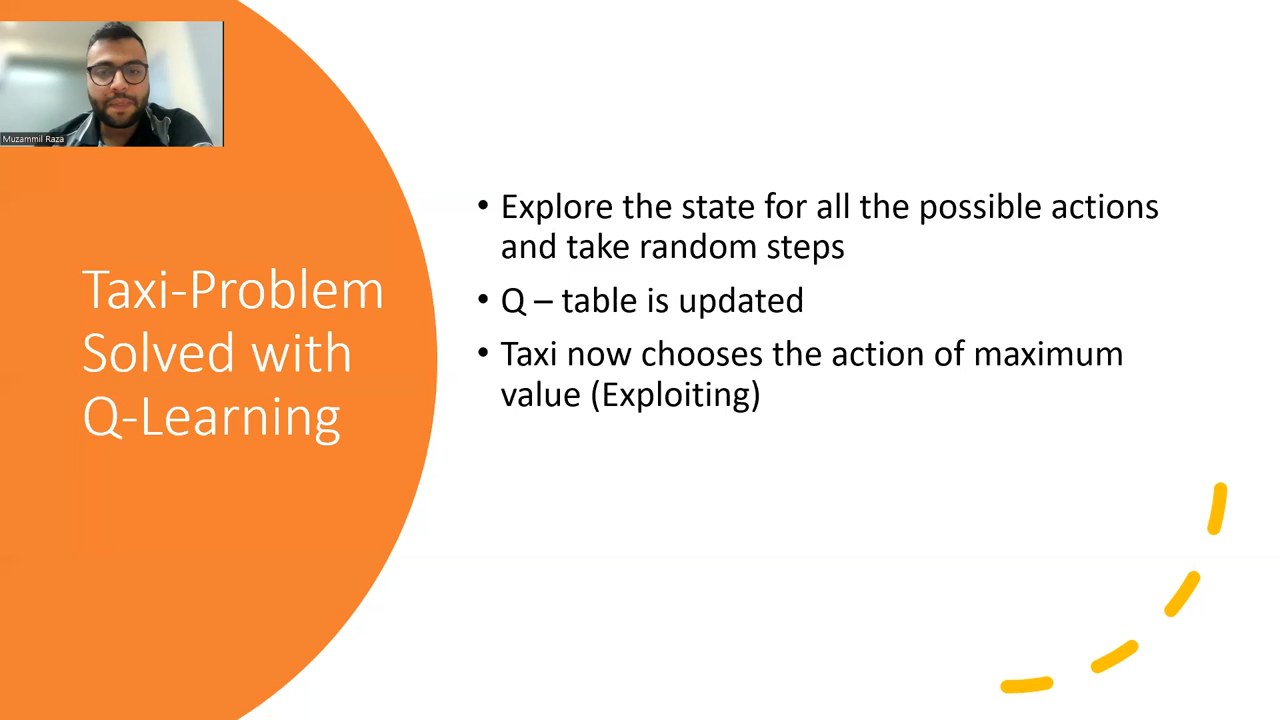 Muzammil Raza
Taxi-Problem
Solved with
Q-Learning
• Explore the state for all the possible actions
and take random steps
• Q – table is updated
• Taxi now chooses the action of maximum
value (Exploiting)